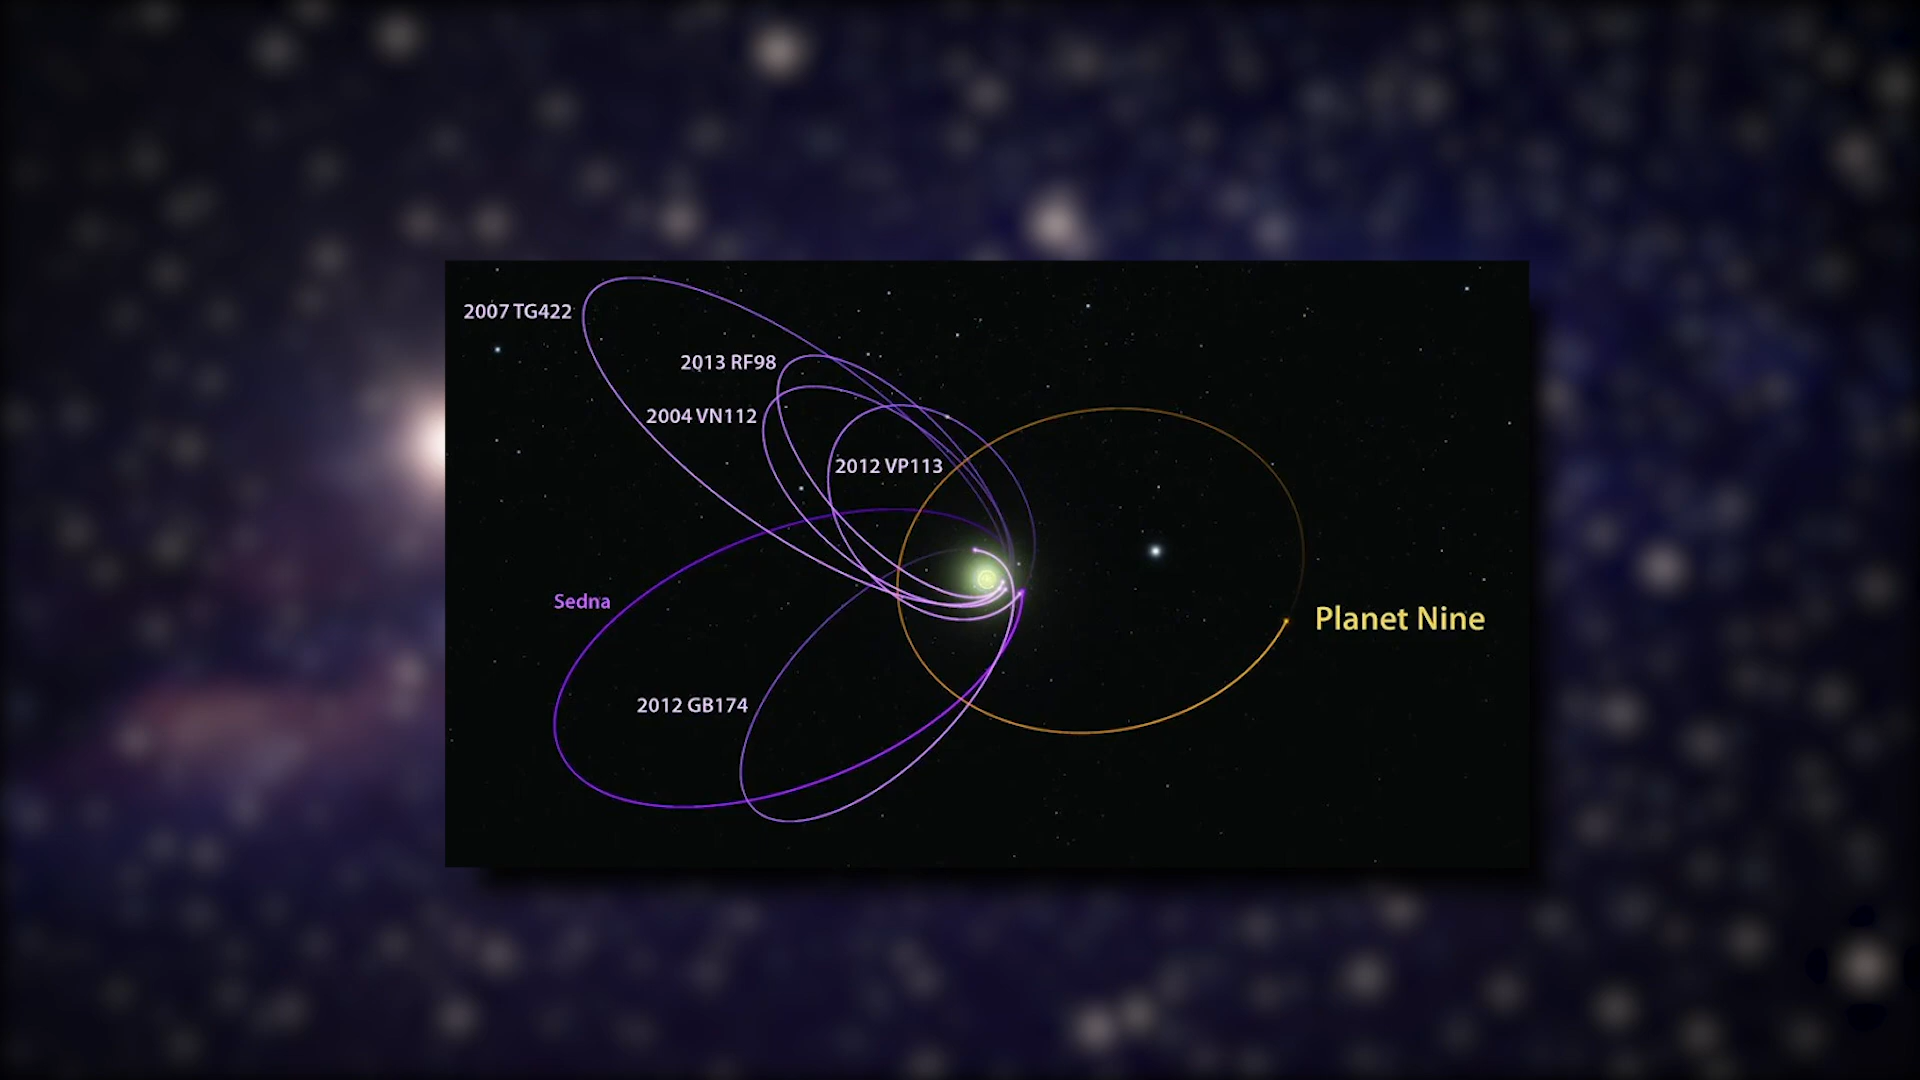 2007 TG422
2013 RF98
2004 VN112
2012 VP113
Sedna
Planet Nine
2012 GB174